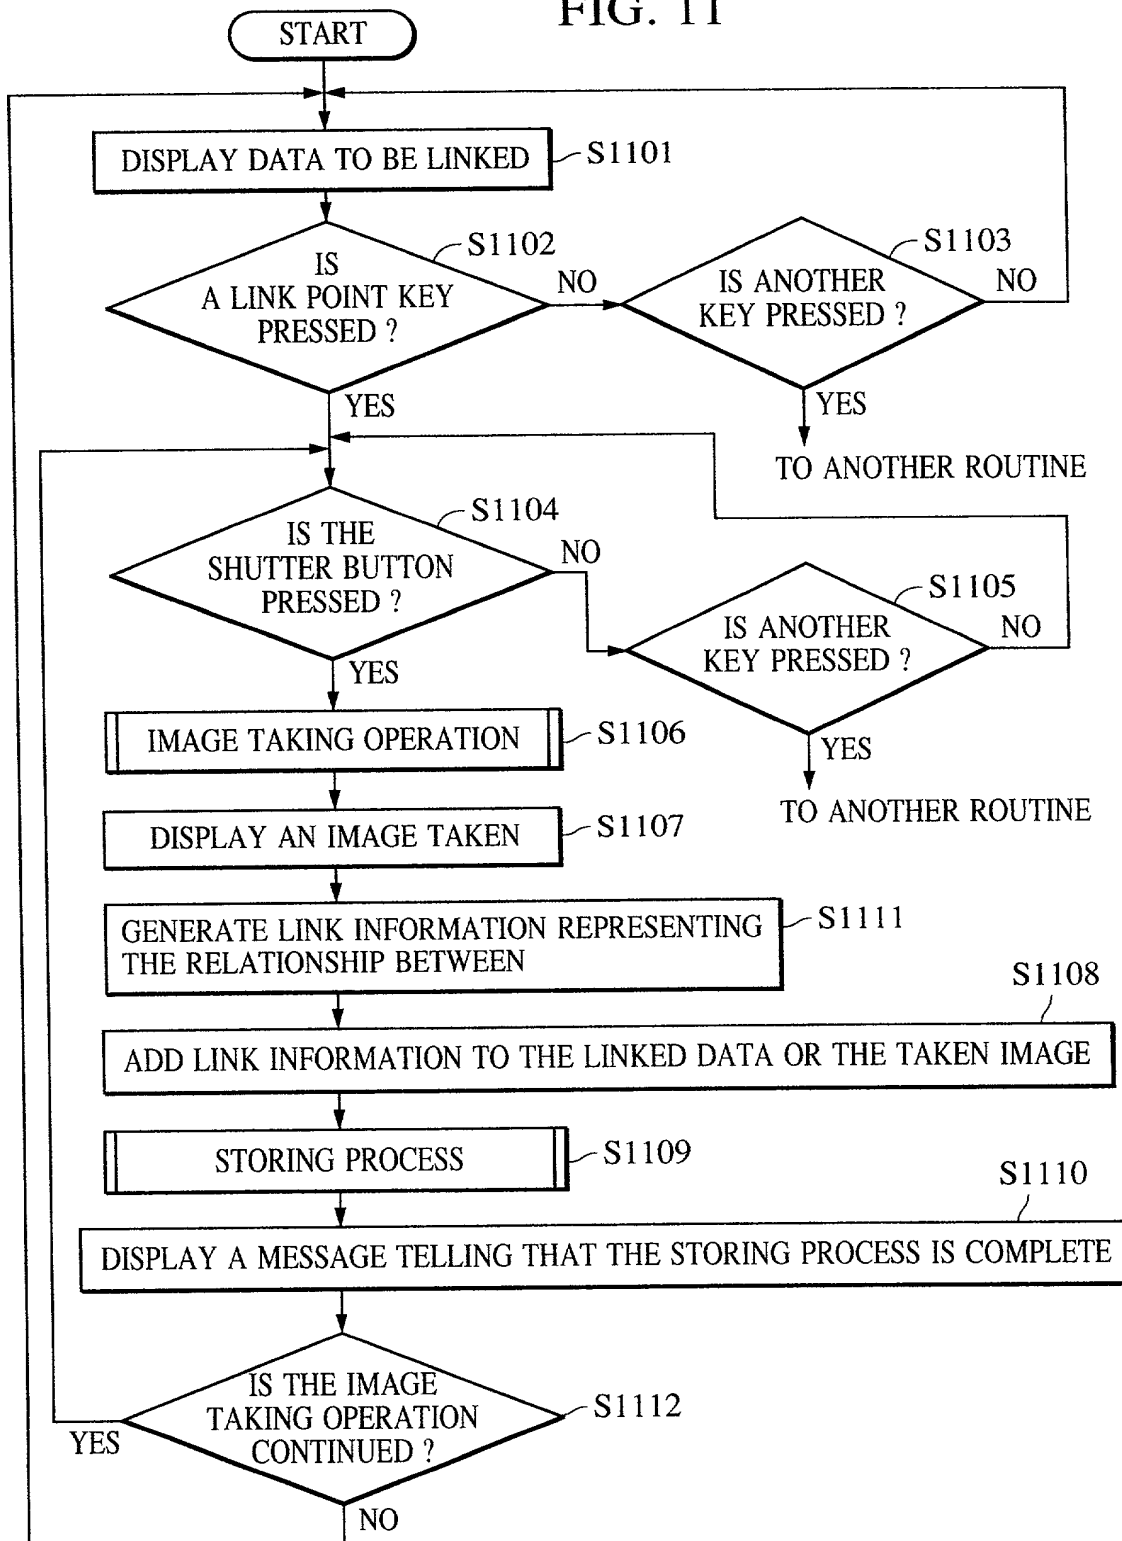 FIG. 11
START
DISPLAY DATA TO BE LINKED
S1101
IS
A LINK POINT KEY
PRESSED ?
S1102
NO
YES
IS ANOTHER
KEY PRESSED ?
S1103
NO
YES
TO ANOTHER ROUTINE
IS THE
SHUTTER BUTTON
PRESSED ?
S1104
NO
YES
IS ANOTHER
KEY PRESSED ?
S1105
NO
YES
TO ANOTHER ROUTINE
IMAGE TAKING OPERATION
S1106
DISPLAY AN IMAGE TAKEN
S1107
GENERATE LINK INFORMATION REPRESENTING
THE RELATIONSHIP BETWEEN
S1111
S1108
ADD LINK INFORMATION TO THE LINKED DATA OR THE TAKEN IMAGE
STORING PROCESS
S1109
S1110
DISPLAY A MESSAGE TELLING THAT THE STORING PROCESS IS COMPLETE
IS THE IMAGE
TAKING OPERATION
CONTINUED ?
S1112
YES
NO